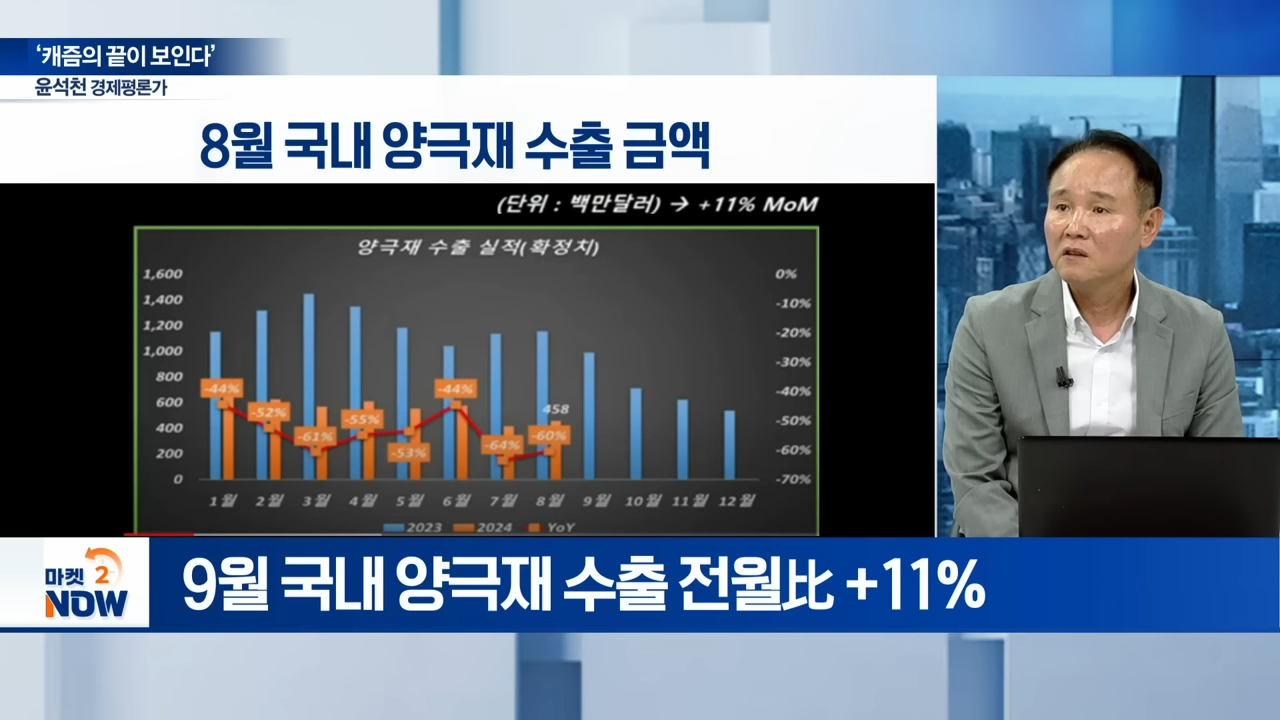 ‘캐즘의 끝이 보인다’
윤석천 경제평론가
8월 국내 양극재 수출 금액
(단위 : 백만달러) → +11% MoM
양극재 수출 실적(확정치)
1,600
1,400
1,200
1,000
800
600
400
200
0
0%
-10%
-20%
-30%
-40%
-50%
-60%
-70%
-44%
-52%
-61%
-55%
-53%
-44%
-64%
458
-60%
1월 2월 3월 4월 5월 6월 7월 8월 9월 10월 11월 12월
2023 2024 YoY
마켓 2
NOW
9월 국내 양극재 수출 전월比 +11%